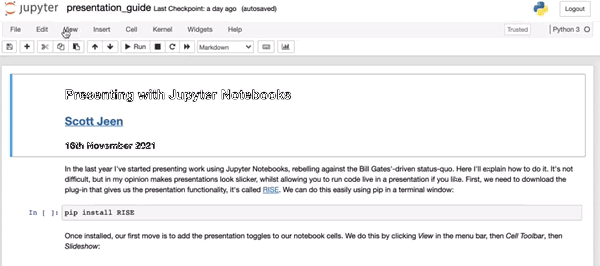 jupyter presentation_guide Last Checkpoint: a day ago (autosaved) Logout
File Edit View Insert Cell Kernel Widgets Help Trusted Python 3
Run Markdown
Presenting with Jupyter Notebooks
Scott Jeen
16th November 2021
In the last year I've started presenting work using Jupyter Notebooks, rebelling against the Bill Gates'-driven status-quo. Here I'll explain how to do it. It's not
difficult, but in my opinion makes presentations look slicker, whilst allowing you to run code live in a presentation if you like. First, we need to download the
plug-in that gives us the presentation functionality, it's called RISE. We can do this easily using pip in a terminal window:
In [ ]: pip install RISE
Once installed, our first move is to add the presentation toggles to our notebook cells. We do this by clicking View in the menu bar, then Cell Toolbar, then
Slideshow: